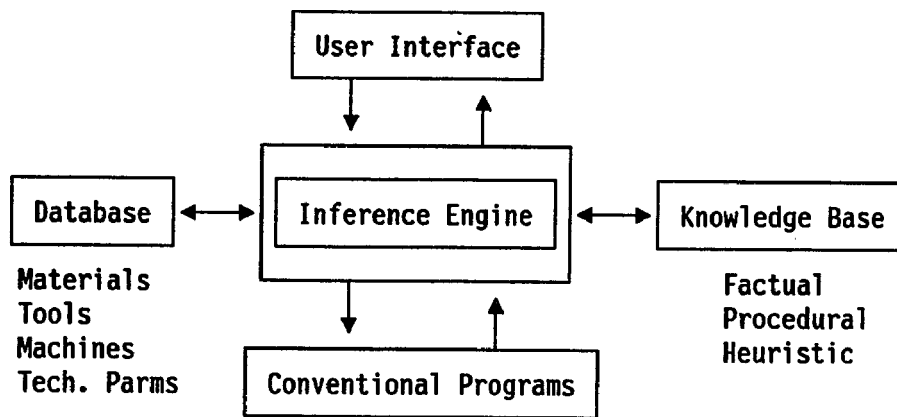 User Interface
Database
Inference Engine
Knowledge Base
Materials
Tools
Machines
Tech. Parms
Factual
Procedural
Heuristic
Conventional Programs